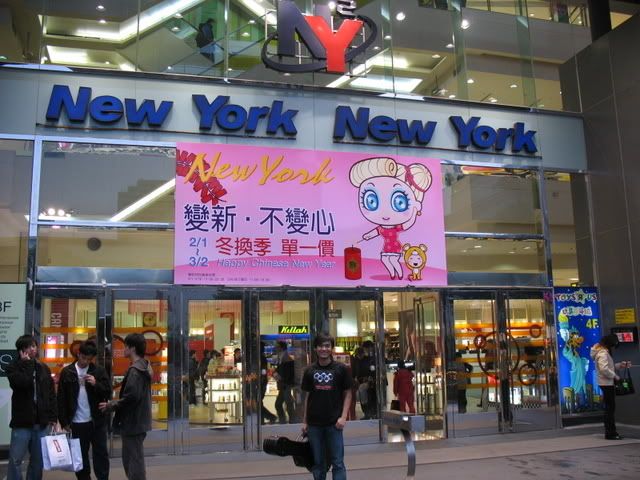 NY
New York New York
New York
變新·不變心
2/1
3/2
冬換季 單一價
Happy Chinese New Year
Killah
TOYS R US
4F
3F